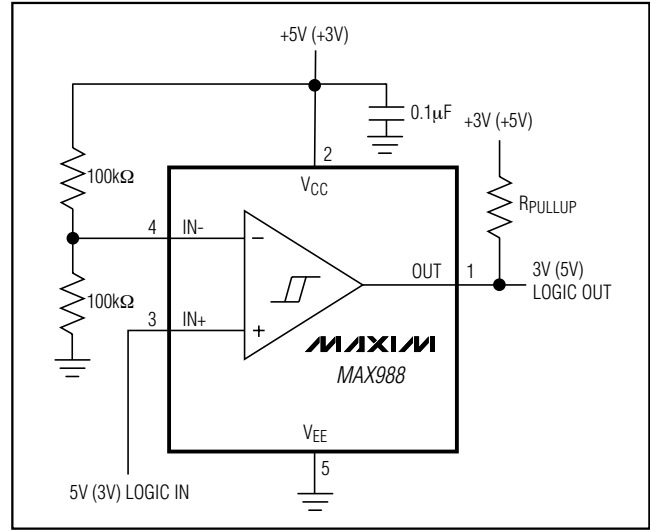 +5V (+3V)
0.1µF
+3V (+5V)
2
100kΩ
VCC
RPULLUP
4
IN-
−
OUT
1
3V (5V)
LOGIC OUT
100kΩ
3
IN+
+
MAXIM
MAX988
VEE
5
5V (3V) LOGIC IN